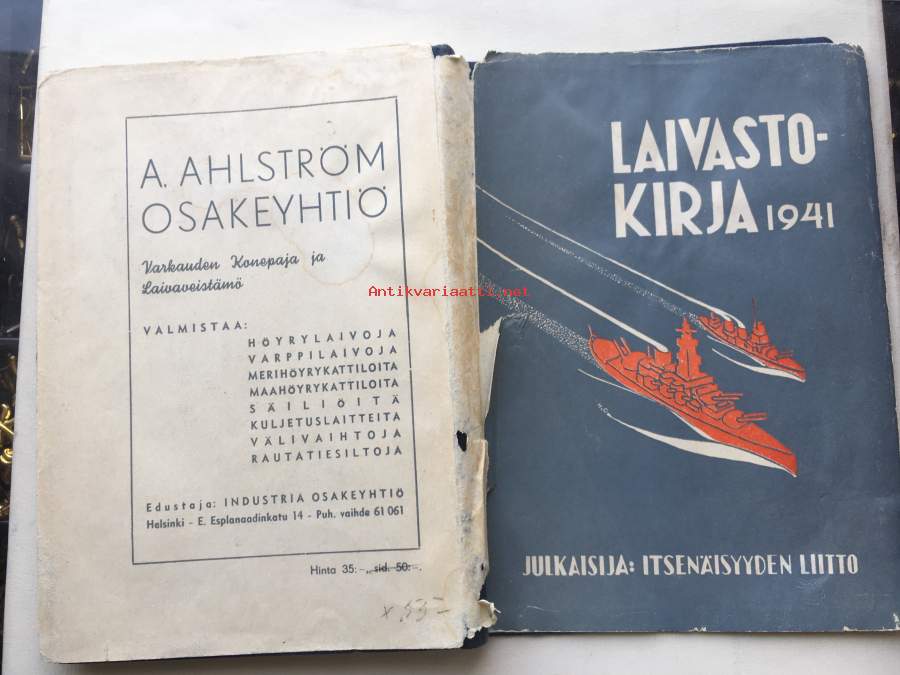 A. AHLSTRÖM
OSAKEYHTIÖ
Varkauden Konepaja ja
Laivaveistämö
VALMISTAA:
HÖYRYLAIVOJA
VARPPILAIVOJA
MERIHÖYRYKATTILOITA
MAAHÖYRYKATTILOITA
SÄILIÖITÄ
KULJETUSLAITTEITA
VÄLIVAIHTOJA
RAUTATIESILTOJA
Edustaja: INDUSTRIA OSAKEYHTIÖ
Helsinki - E. Esplanaadinkatu 14 - Puh. vaihde 61 061
Hinta 35:-, sid. 50:-.
LAIVASTO-
KIRJA 1941
JULKAISIJA: ITSENÄISYYDEN LIITTO
Antikvariaatti.net